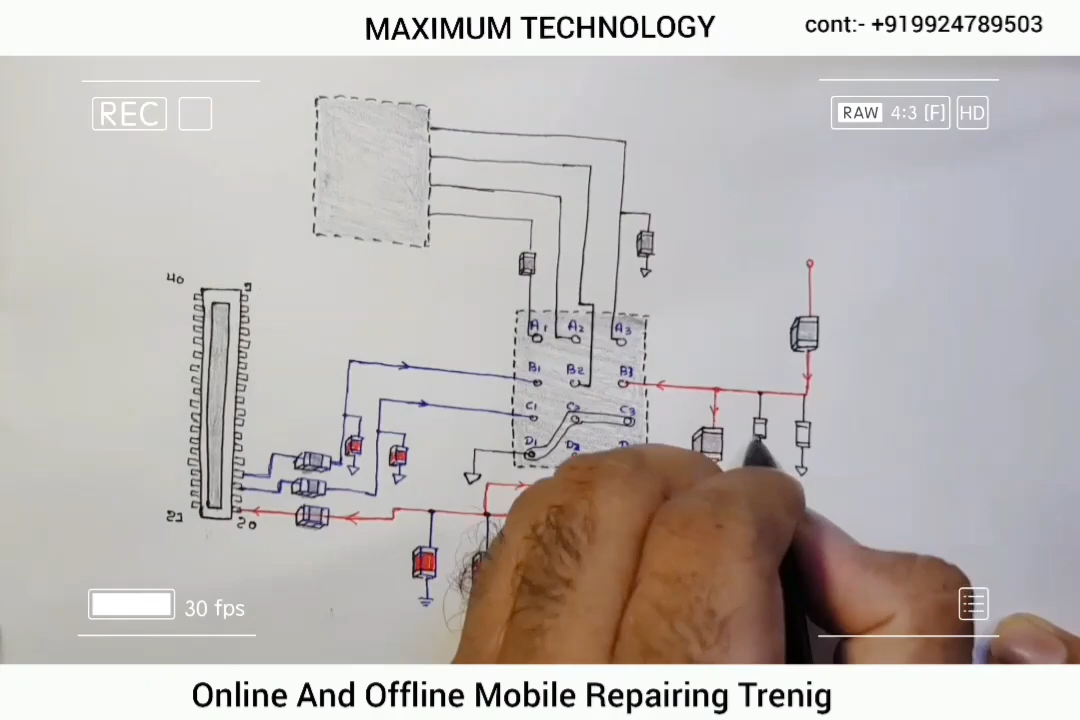 MAXIMUM TECHNOLOGY
cont:- +919924789503
REC
RAW 4:3 [F] HD
40
9
A1 A2 A3
B1 B2 B3
C1 C2 C3
D1 D2 D
21
20
30 fps
Online And Offline Mobile Repairing Trenig